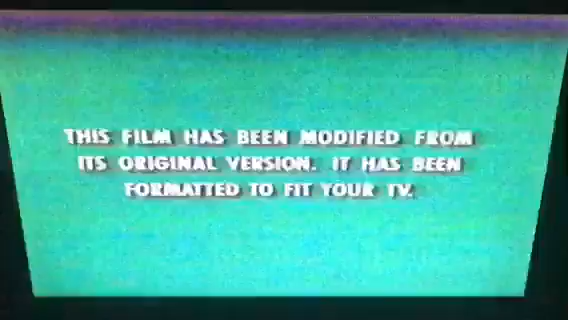 THIS FILM HAS BEEN MODIFIED FROM
ITS ORIGINAL VERSION. IT HAS BEEN
FORMATTED TO FIT YOUR TV.